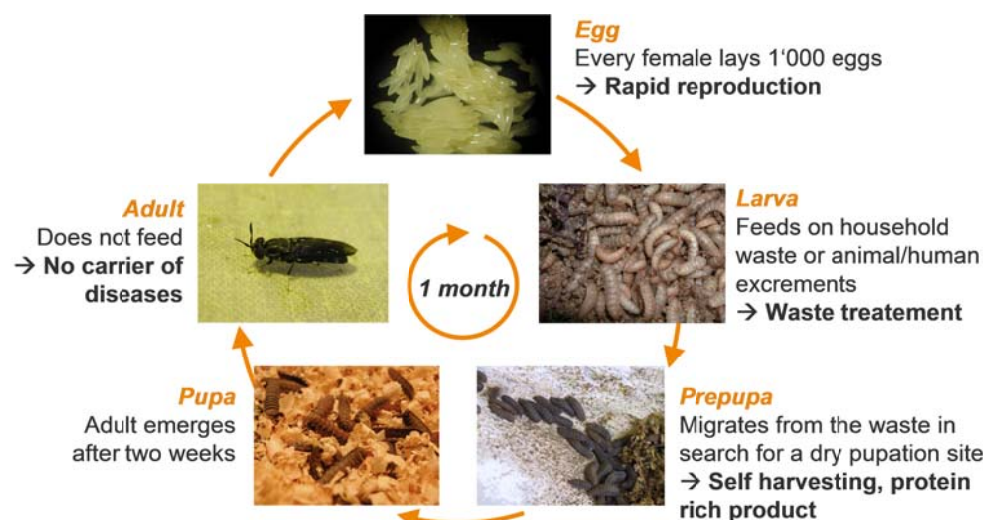 Egg
Every female lays 1‘000 eggs
→ Rapid reproduction
Larva
Feeds on household
waste or animal/human
excrements
→ Waste treatement
Prepupa
Migrates from the waste in
search for a dry pupation site
→ Self harvesting, protein
rich product
Pupa
Adult emerges
after two weeks
Adult
Does not feed
→ No carrier of
diseases
1 month